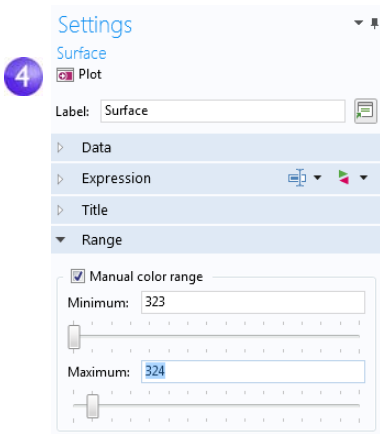 Settings
Surface
4
Plot
Label: Surface
Data
Expression
Title
Range
Manual color range
Minimum: 323
Maximum: 324